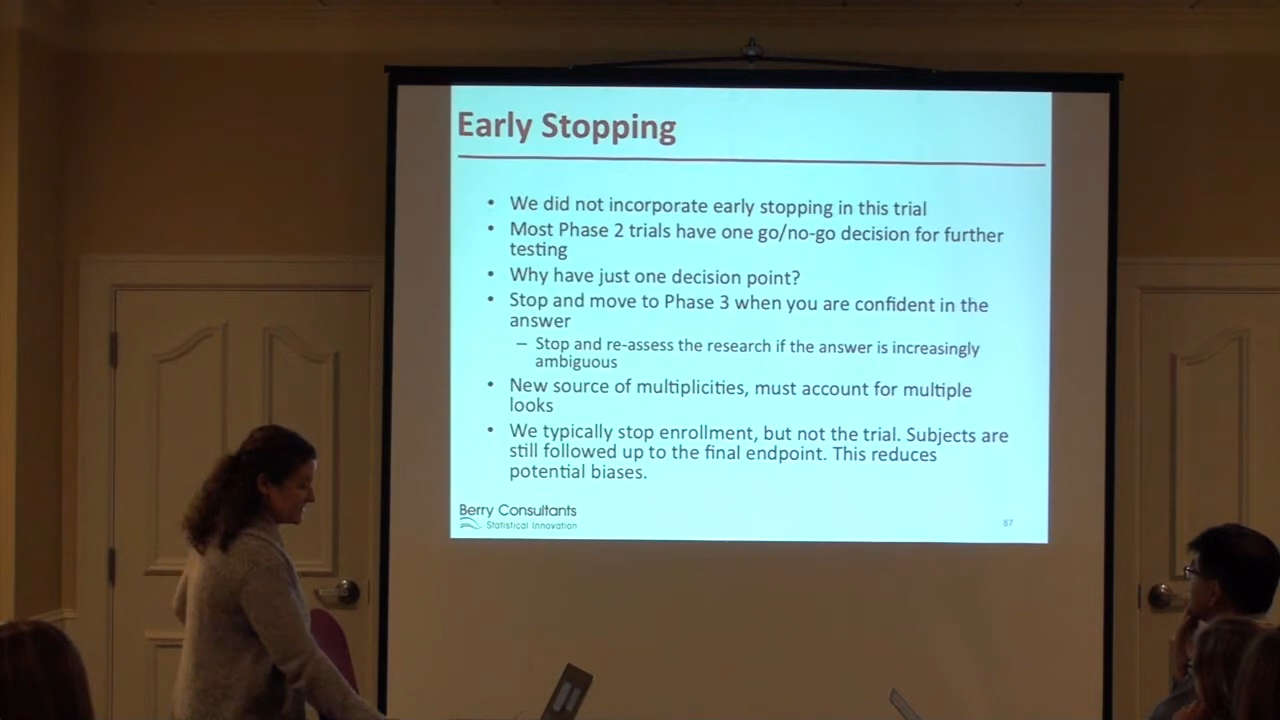 Early Stopping
• We did not incorporate early stopping in this trial
• Most Phase 2 trials have one go/no-go decision for further
testing
• Why have just one decision point?
• Stop and move to Phase 3 when you are confident in the
answer
– Stop and re-assess the research if the answer is increasingly
ambiguous
• New source of multiplicities, must account for multiple
looks
• We typically stop enrollment, but not the trial. Subjects are
still followed up to the final endpoint. This reduces
potential biases.
Berry Consultants
Statistical Innovation
87